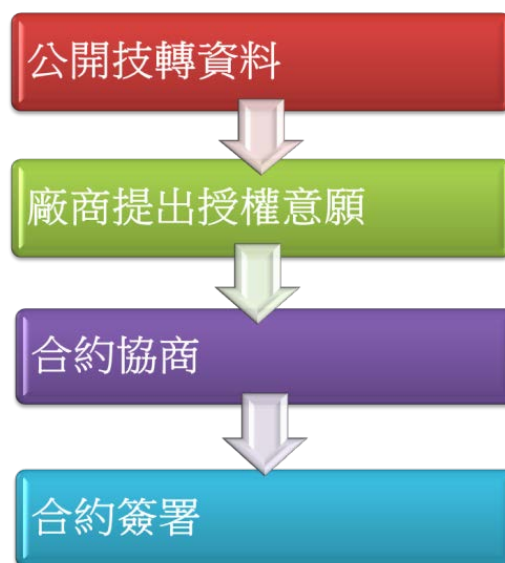 公開技轉資料
廠商提出授權意願
合約協商
合約簽署